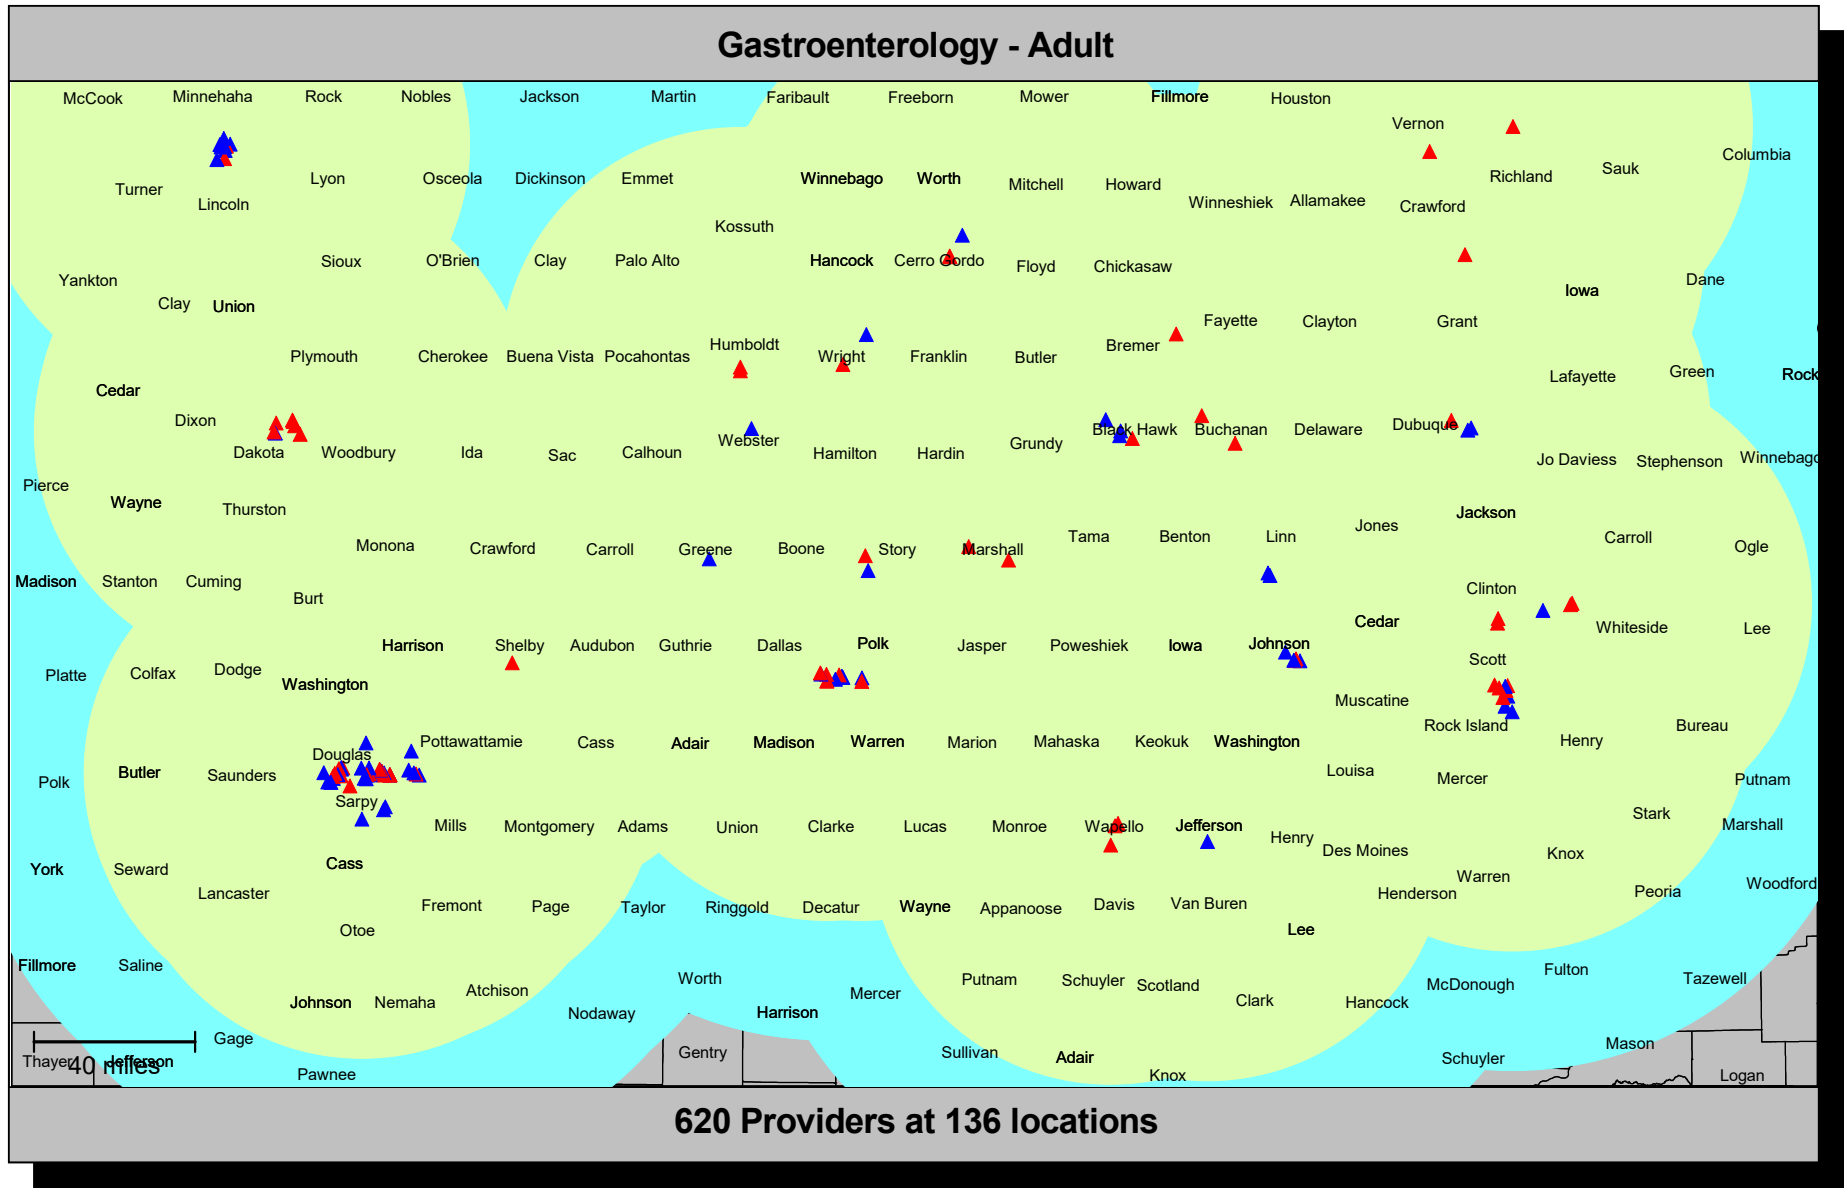 Gastroenterology - Adult
McCook Minnehaha Rock Nobles Jackson Martin Faribault Freeborn Mower Fillmore Houston
Vernon
Columbia
Turner Lincoln Lyon Osceola Dickinson Emmet Winnebago Worth Mitchell Howard Winneshiek Allamakee Crawford Richland Sauk
Kossuth
Yankton Clay Union Sioux O'Brien Clay Palo Alto Hancock Cerro Gordo Floyd Chickasaw Iowa Dane
Fayette Clayton Grant
Plymouth Cherokee Buena Vista Pocahontas Humboldt Wright Franklin Butler Bremer Lafayette Green Rock
Cedar
Dixon Dakota Woodbury Ida Sac Calhoun Webster Hamilton Hardin Grundy Black Hawk Buchanan Delaware Dubuque Jo Daviess Stephenson Winnebago
Pierce Wayne Thurston Jackson
Monona Crawford Carroll Greene Boone Story Marshall Tama Benton Linn Jones Carroll Ogle
Madison Stanton Cuming Burt Clinton
Cedar Whiteside Lee
Harrison Shelby Audubon Guthrie Dallas Polk Jasper Poweshiek Iowa Johnson Scott
Platte Colfax Dodge Washington Muscatine
Rock Island Bureau
Douglas Pottawattamie Cass Adair Madison Warren Marion Mahaska Keokuk Washington Henry
Polk Butler Saunders Louisa Mercer Putnam
Sarpy Mills Montgomery Adams Union Clarke Lucas Monroe Wapello Jefferson Henry Stark Marshall
York Seward Cass Des Moines Knox
Lancaster Warren Henderson Peoria Woodford
Fremont Page Taylor Ringgold Decatur Wayne Appanoose Davis Van Buren
Otoe Lee
Fillmore Saline Worth Putnam Schuyler Scotland McDonough Fulton Tazewell
Johnson Nemaha Atchison Nodaway Harrison Mercer Clark Hancock
Gage Gentry Sullivan Adair Schuyler Mason
Thayer Jefferson
40 miles
Pawnee Knox Logan
620 Providers at 136 locations